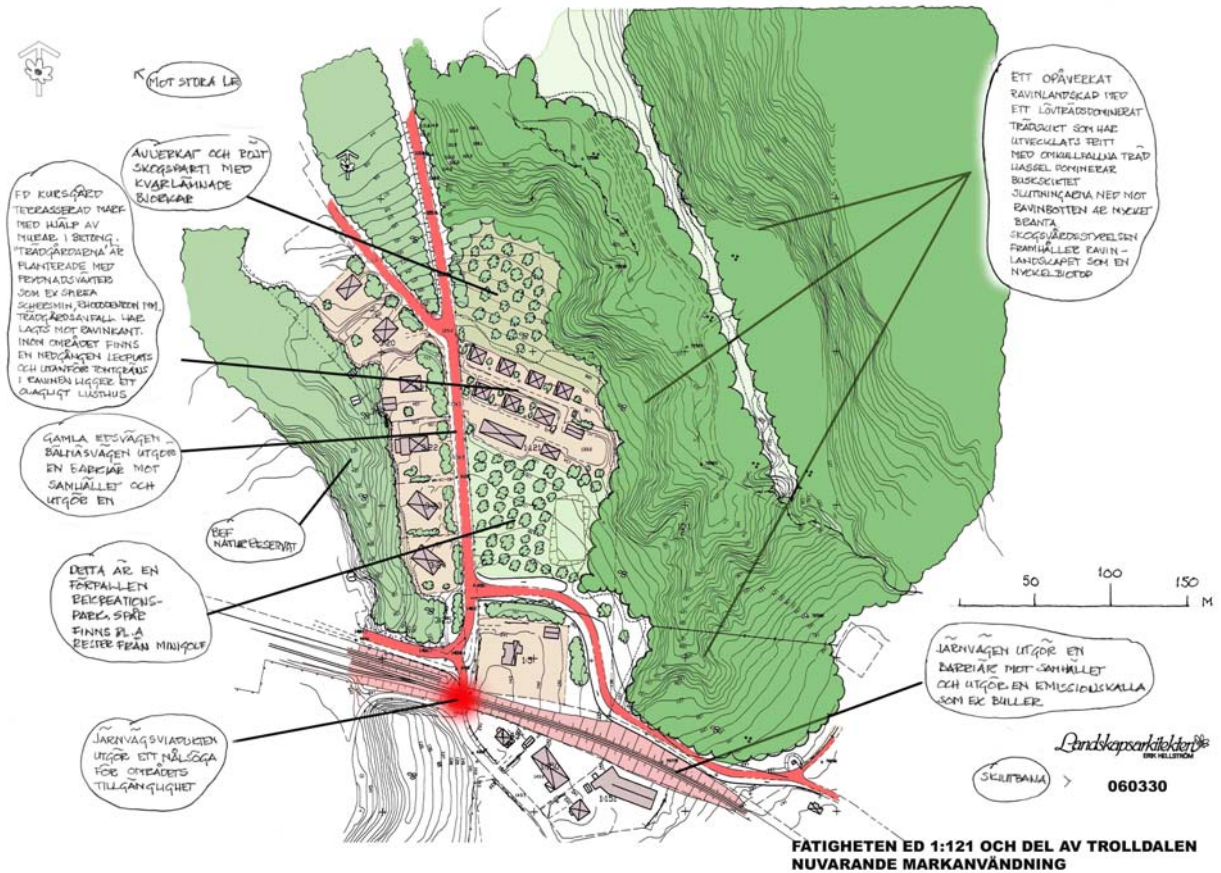 MOT STORA LE
AVVERKAT OCH RÖJT
SKOGSPARTI MED
KVARLÄMNADE
BJÖRKAR
FD KURSGÅRD
TERRASSERAD MARK
MED HJÄLP AV
MURAR I BETONG.
"TRÄDGÅRDARNA" ÄR
PLANTERADE MED
PRYDNADSVÄXTER
SOM EX SPIREA
SCHERSMIN, RHODODENDRON MM.
TRÄDGÅRDSAVFALL HAR
LAGTS MOT RAVINKANT.
INOM OMRÅDET FINNS
EN NEDGÅNGEN LEKPLATS
OCH UTANFÖR TOMTGRÄNS
I RAVINEN LIGGER ETT
OLAGLIGT LUSTHUS
GAMLA EDSVÄGEN
BÄLNÄSVÄGEN UTGÖR
EN BARRIÄR MOT
SAMHÄLLET OCH
UTGÖR EN
BEF
NATURRESERVAT
DETTA ÄR EN
FÖRFALLEN
REKREATIONS-
PARK. SPÅR
FINNS BL.A
RESTER FRÅN MINIGOLF
JÄRNVÄGSVIADUKTEN
UTGÖR ETT NÅLSÖGA
FÖR OMRÅDETS
TILLGÄNGLIGHET
ETT OPÅVERKAT
RAVINLANDSKAP MED
ETT LÖVTRÄDSDOMINERAT
TRÄDSKIKT SOM HAR
UTVECKLATS FRITT
MED OMKULLFALLNA TRÄD
HASSEL DOMINERAR
BUSKSKIKTET
SLUTTNINGARNA NED MOT
RAVINBOTTEN ÄR MYCKET
BRANTA.
SKOGSVÅRDSSTYRELSEN
FRAMHÅLLER RAVIN-
LANDSKAPET SOM EN
NYCKELBIOTOP
50 100 150
M
JÄRNVÄGEN UTGÖR EN
BARRIÄR MOT SAMHÄLLET
OCH UTGÖR EN EMISSIONSKÄLLA
SOM EX BULLER
Landskapsarkitekten
ERIK HELLSTRÖM
SKJUTBANA >
060330
FATIGHETEN ED 1:121 OCH DEL AV TROLLDALEN
NUVARANDE MARKANVÄNDNING